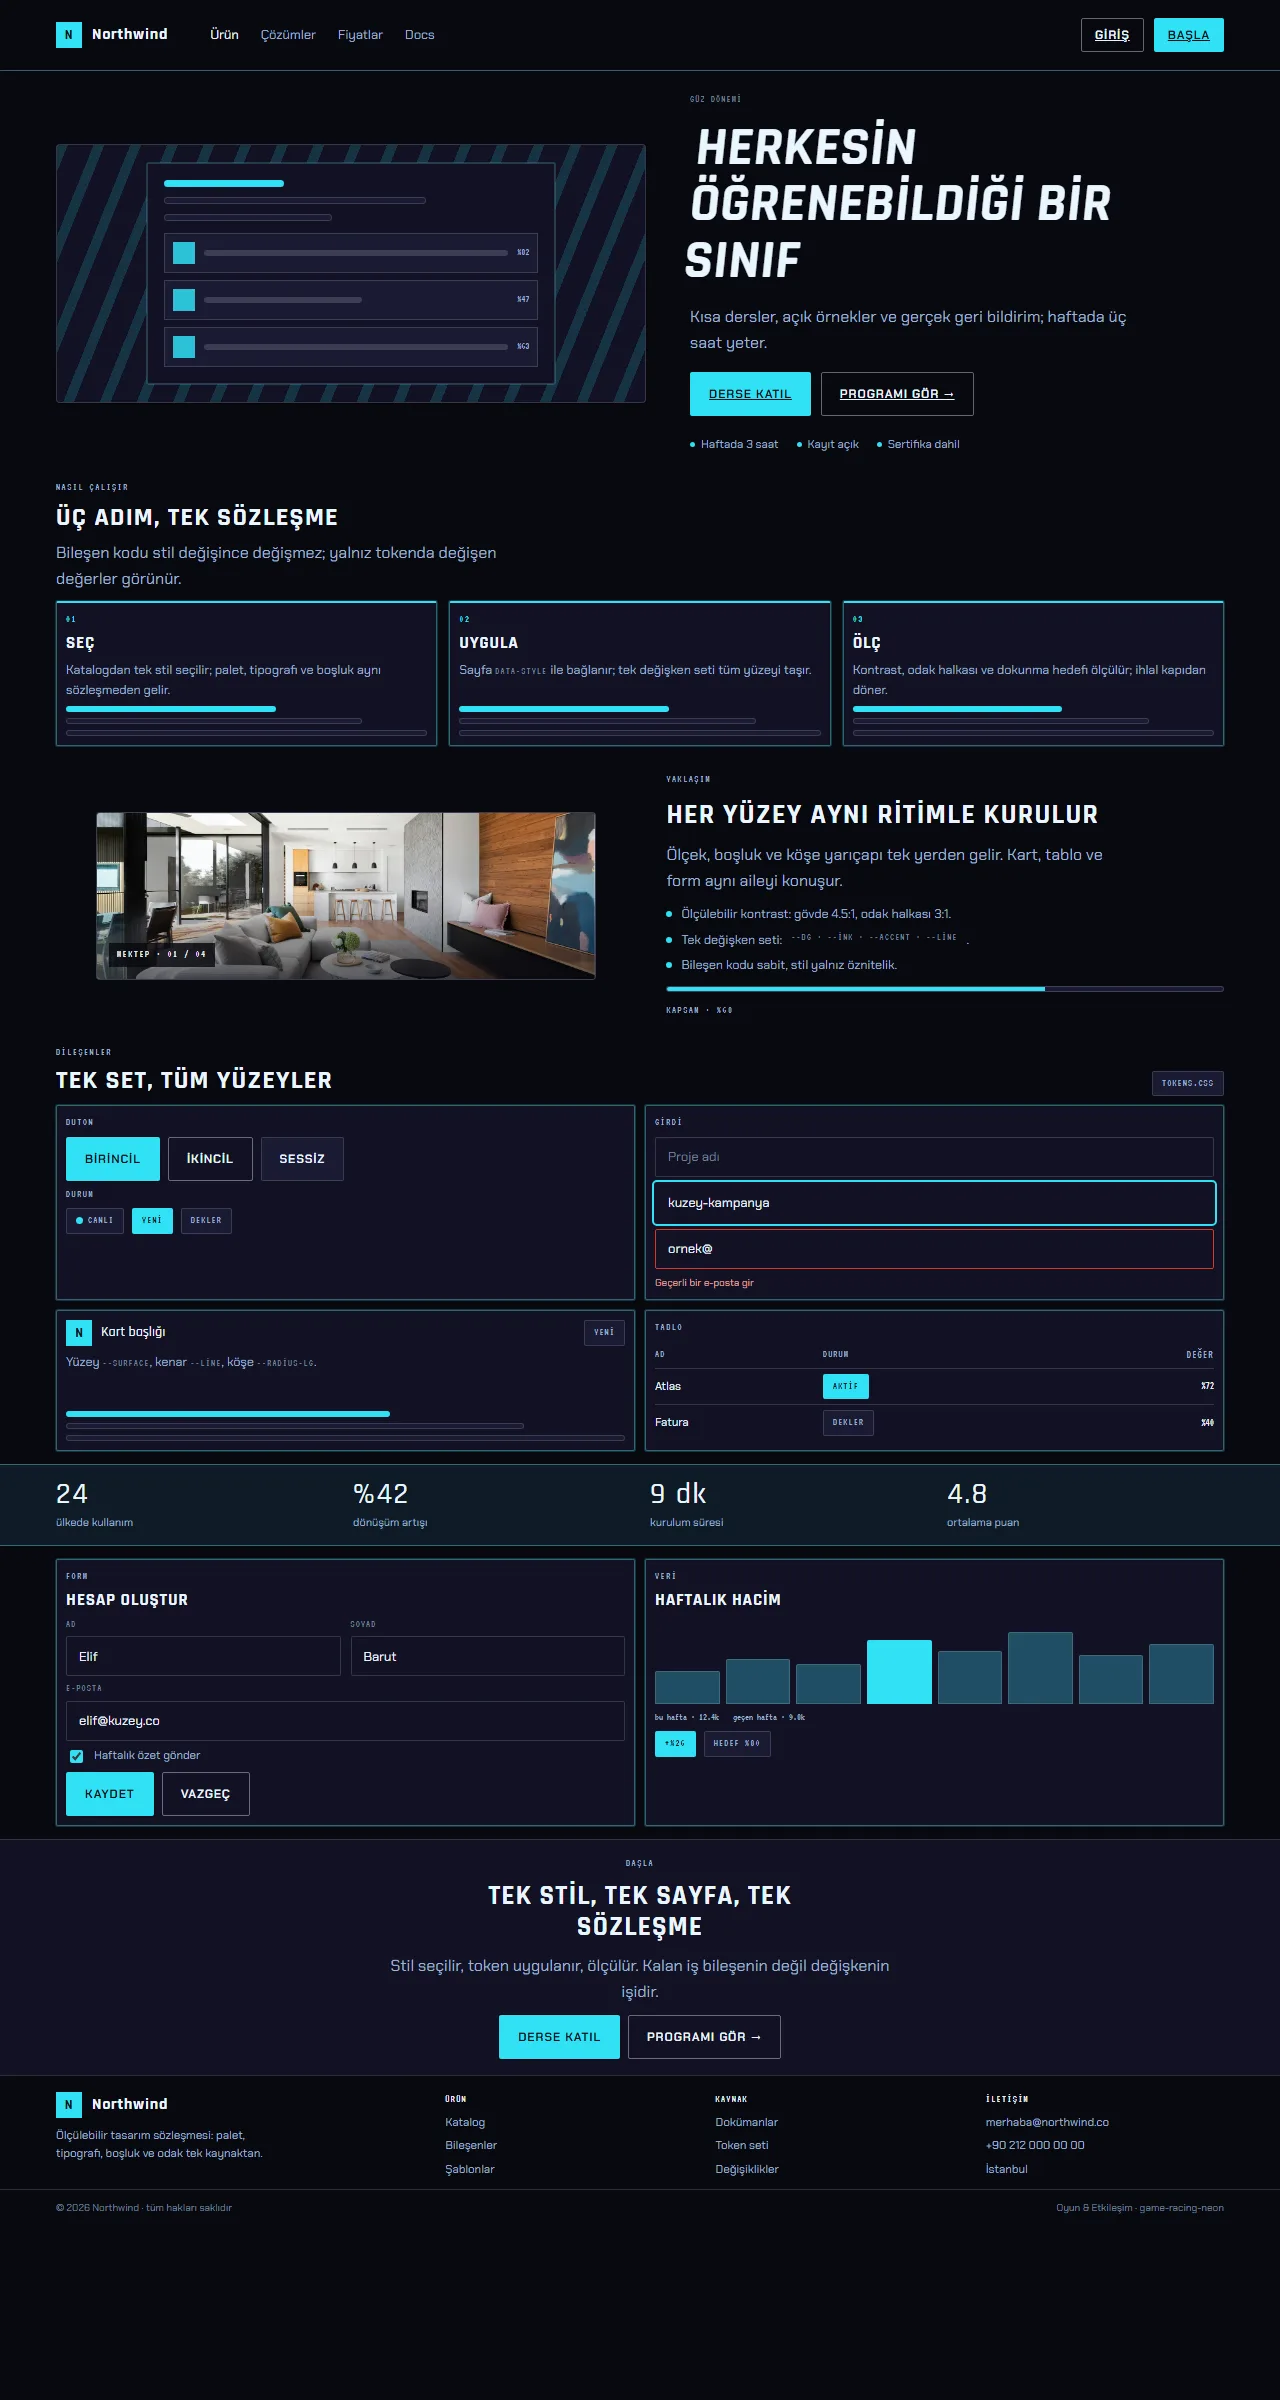 N Northwind Ürün Çözümler Fiyatlar Docs GİRİŞ BAŞLA
GÜZ DÖNEMİ
HERKESİN
ÖĞRENEBİLDİĞİ BİR
SINIF
Kısa dersler, açık örnekler ve gerçek geri bildirim; haftada üç
saat yeter.
DERSE KATIL PROGRAMI GÖR →
Haftada 3 saat Kayıt açık Sertifika dahil
%82
%47
%63
NASIL ÇALIŞIR
ÜÇ ADIM, TEK SÖZLEŞME
Bileşen kodu stil değişince değişmez; yalnız tokenda değişen
değerler görünür.
01
SEÇ
Katalogdan tek stil seçilir; palet, tipografi ve boşluk aynı
sözleşmeden gelir.
02
UYGULA
Sayfa DATA-STYLE ile bağlanır; tek değişken seti tüm yüzeyi taşır.
03
ÖLÇ
Kontrast, odak halkası ve dokunma hedefi ölçülür; ihlal kapıdan
döner.
MEKTEP · 01 / 04
YAKLAŞIM
HER YÜZEY AYNI RİTİMLE KURULUR
Ölçek, boşluk ve köşe yarıçapı tek yerden gelir. Kart, tablo ve
form aynı aileyi konuşur.
Ölçülebilir kontrast: gövde 4.5:1, odak halkası 3:1.
Tek değişken seti: --BG · --İNK · --ACCENT · --LİNE .
Bileşen kodu sabit, stil yalnız öznitelik.
KAPSAM · %68
BİLEŞENLER
TEK SET, TÜM YÜZEYLER
TOKENS.CSS
BUTON
BİRİNCİL İKİNCİL SESSİZ
DURUM
CANLI YENİ BEKLER
GİRDİ
Proje adı
kuzey-kampanya
ornek@
Geçerli bir e-posta gir
N Kart başlığı YENİ
Yüzey --SURFACE, kenar --LİNE, köşe --RADİUS-LG.
TABLO
AD DURUM DEĞER
Atlas AKTİF %72
Fatura BEKLER %40
24
ülkede kullanım
%42
dönüşüm artışı
9 dk
kurulum süresi
4.8
ortalama puan
FORM
HESAP OLUŞTUR
AD SOYAD
Elif Barut
E-POSTA
elif@kuzey.co
Haftalık özet gönder
KAYDET VAZGEÇ
VERİ
HAFTALIK HACİM
bu hafta · 12.4k geçen hafta · 9.8k
+%26 HEDEF %80
BAŞLA
TEK STİL, TEK SAYFA, TEK
SÖZLEŞME
Stil seçilir, token uygulanır, ölçülür. Kalan iş bileşenin değil değişkenin
işidir.
DERSE KATIL PROGRAMI GÖR →
N Northwind
Ölçülebilir tasarım sözleşmesi: palet,
tipografi, boşluk ve odak tek kaynaktan.
ÜRÜN
Katalog
Bileşenler
Şablonlar
KAYNAK
Dokümanlar
Token seti
Değişiklikler
İLETİŞİM
merhaba@northwind.co
+90 212 000 00 00
İstanbul
© 2026 Northwind · tüm hakları saklıdır
Oyun & Etkileşim · game-racing-neon